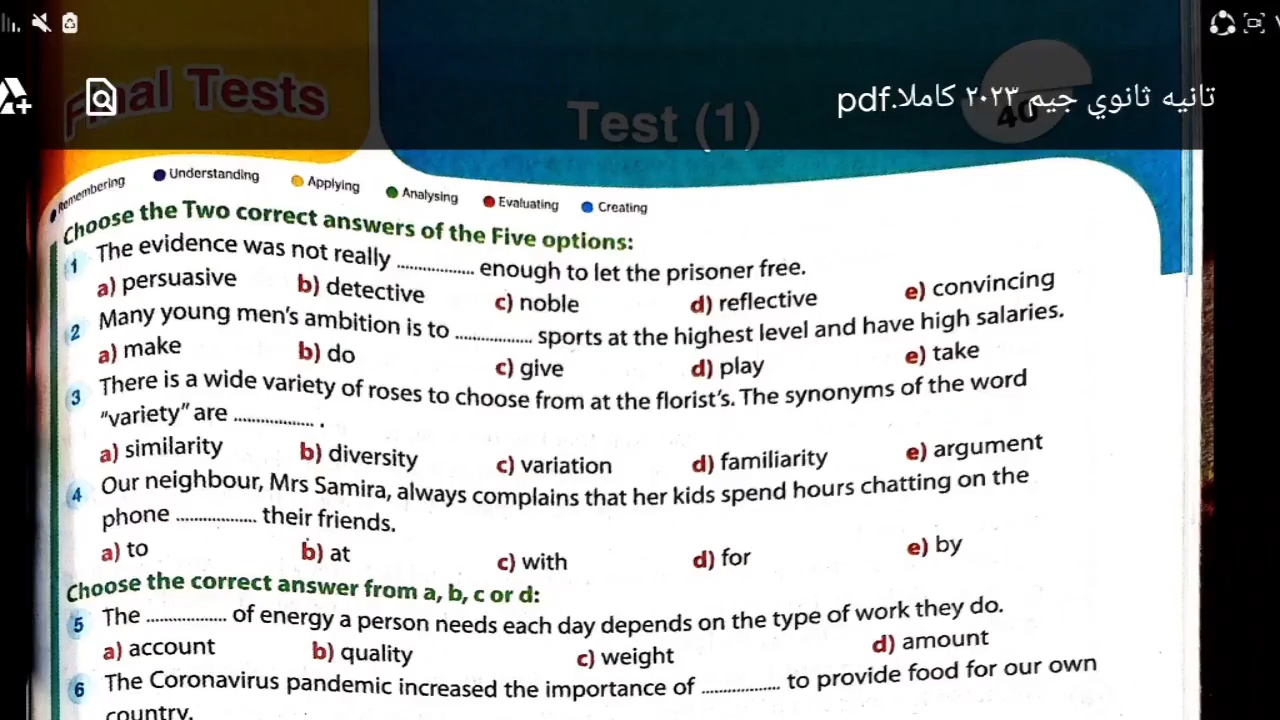 تانيه ثانوي جيم ٢٠٢٣ كاملا.pdf
Final Tests
Test (1)
40
Remembering Understanding Applying Analysing Evaluating Creating
Choose the Two correct answers of the Five options:
1 The evidence was not really ................. enough to let the prisoner free.
a) persuasive b) detective c) noble d) reflective e) convincing
2 Many young men's ambition is to ................. sports at the highest level and have high salaries.
a) make b) do c) give d) play e) take
3 There is a wide variety of roses to choose from at the florist's. The synonyms of the word
"variety" are ................. .
a) similarity b) diversity c) variation d) familiarity e) argument
4 Our neighbour, Mrs Samira, always complains that her kids spend hours chatting on the
phone ................. their friends.
a) to b) at c) with d) for e) by
Choose the correct answer from a, b, c or d:
5 The ................. of energy a person needs each day depends on the type of work they do.
a) account b) quality c) weight d) amount
6 The Coronavirus pandemic increased the importance of ................. to provide food for our own
country.